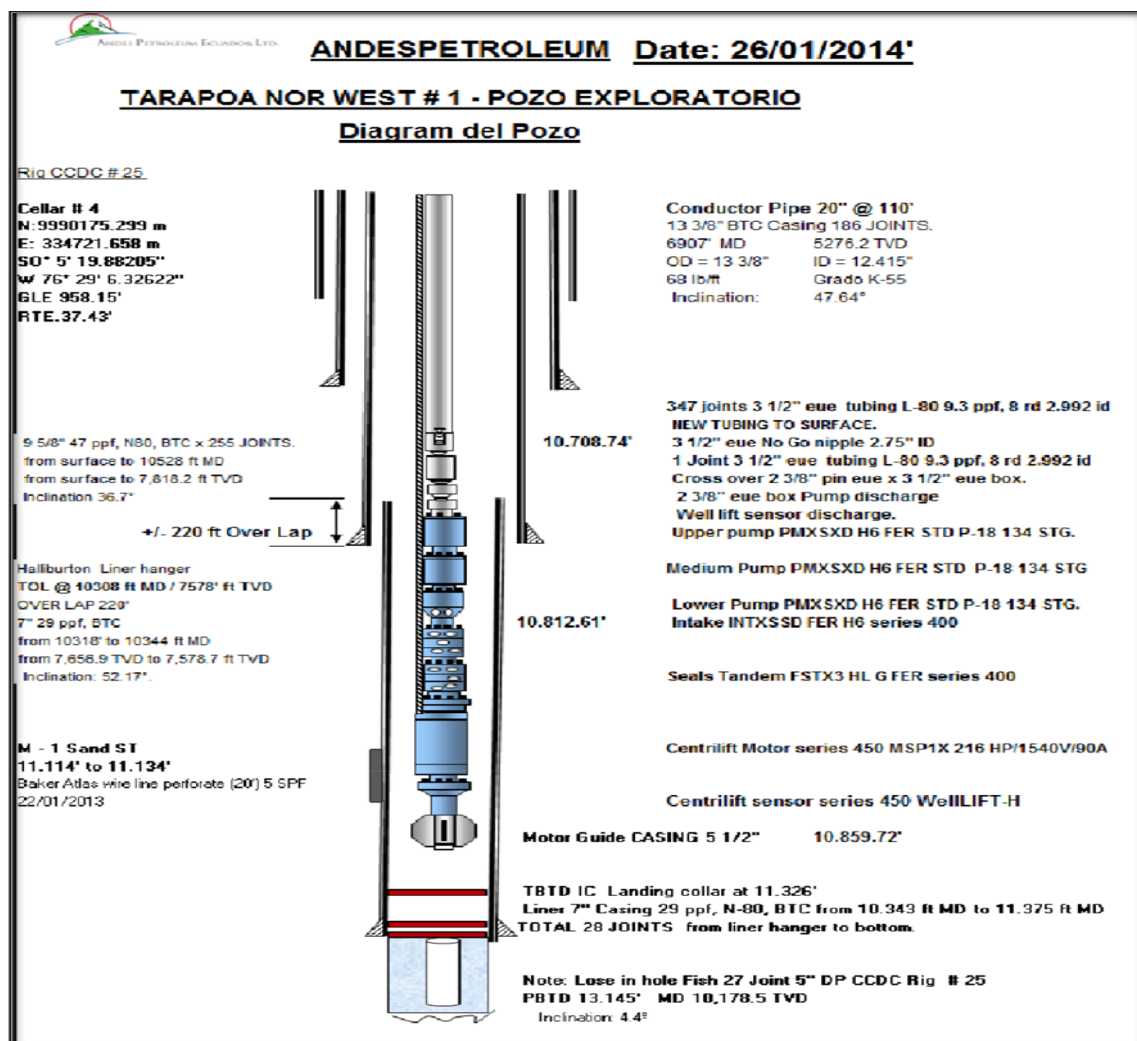 ANDES PETROLEUM ECUADOR LTD.
ANDESPETROLEUM Date: 26/01/2014'
TARAPOA NOR WEST # 1 - POZO EXPLORATORIO
Diagram del Pozo
Rig CCDC # 25
Cellar # 4
N:9990175.299 m
E: 334721.658 m
SO° 5' 19.88205"
W 76° 29' 6.32622"
GLE 958.15'
RTE.37.43'
Conductor Pipe 20" @ 110'
13 3/8" BTC Casing 186 JOINTS.
6907' MD 5276.2 TVD
OD = 13 3/8" ID = 12.415"
68 lb/ft Grado K-55
Inclination: 47.64°
347 joints 3 1/2" eue tubing L-80 9.3 ppf, 8 rd 2.992 id
NEW TUBING TO SURFACE.
10.708.74' 3 1/2" eue No Go nipple 2.75" ID
1 Joint 3 1/2" eue tubing L-80 9.3 ppf, 8 rd 2.992 id
Cross over 2 3/8" pin eue x 3 1/2" eue box.
2 3/8" eue box Pump discharge
Well lift sensor discharge.
Upper pump PMXSXD H6 FER STD P-18 134 STG.
9 5/8" 47 ppf, N80, BTC x 255 JOINTS.
from surface to 10528 ft MD
from surface to 7,818.2 ft TVD
Inclination 36.7°
+/- 220 ft Over Lap
Halliburton Liner hanger
TOL @ 10308 ft MD / 7578' ft TVD
OVER LAP 220'
7" 29 ppf, BTC
from 10318' to 10344 ft MD
from 7,656.9 TVD to 7,578.7 ft TVD
Inclination: 52.17°.
Medium Pump PMXSXD H6 FER STD P-18 134 STG
Lower Pump PMXSXD H6 FER STD P-18 134 STG.
10.812.61' Intake INTXSSD FER H6 series 400
Seals Tandem FSTX3 HL G FER series 400
M - 1 Sand ST
11.114' to 11.134'
Baker Atlas wire line perforate (20') 5 SPF
22/01/2013
Centrilift Motor series 450 MSP1X 216 HP/1540V/90A
Centrilift sensor series 450 WellLIFT-H
Motor Guide CASING 5 1/2" 10.859.72'
TBTD IC Landing collar at 11.326'
Liner 7" Casing 29 ppf, N-80, BTC from 10.343 ft MD to 11.375 ft MD
TOTAL 28 JOINTS from liner hanger to bottom.
Note: Lose in hole Fish 27 Joint 5" DP CCDC Rig # 25
PBTD 13.145' MD 10,178.5 TVD
Inclination: 4.4º